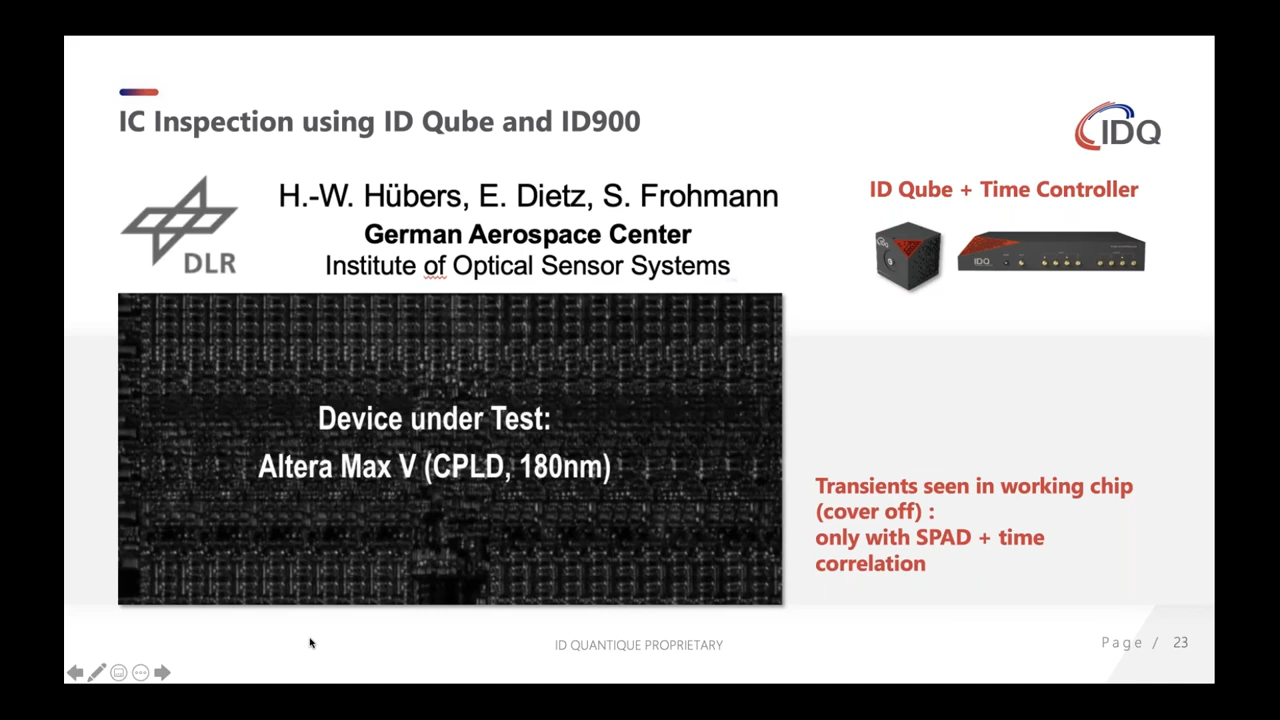 IC Inspection using ID Qube and ID900
IDQ
DLR
H.-W. Hübers, E. Dietz, S. Frohmann
German Aerospace Center
Institute of Optical Sensor Systems
ID Qube + Time Controller
IDQ
IDQ
Device under Test:
Altera Max V (CPLD, 180nm)
Transients seen in working chip
(cover off) :
only with SPAD + time
correlation
ID QUANTIQUE PROPRIETARY
Page / 23